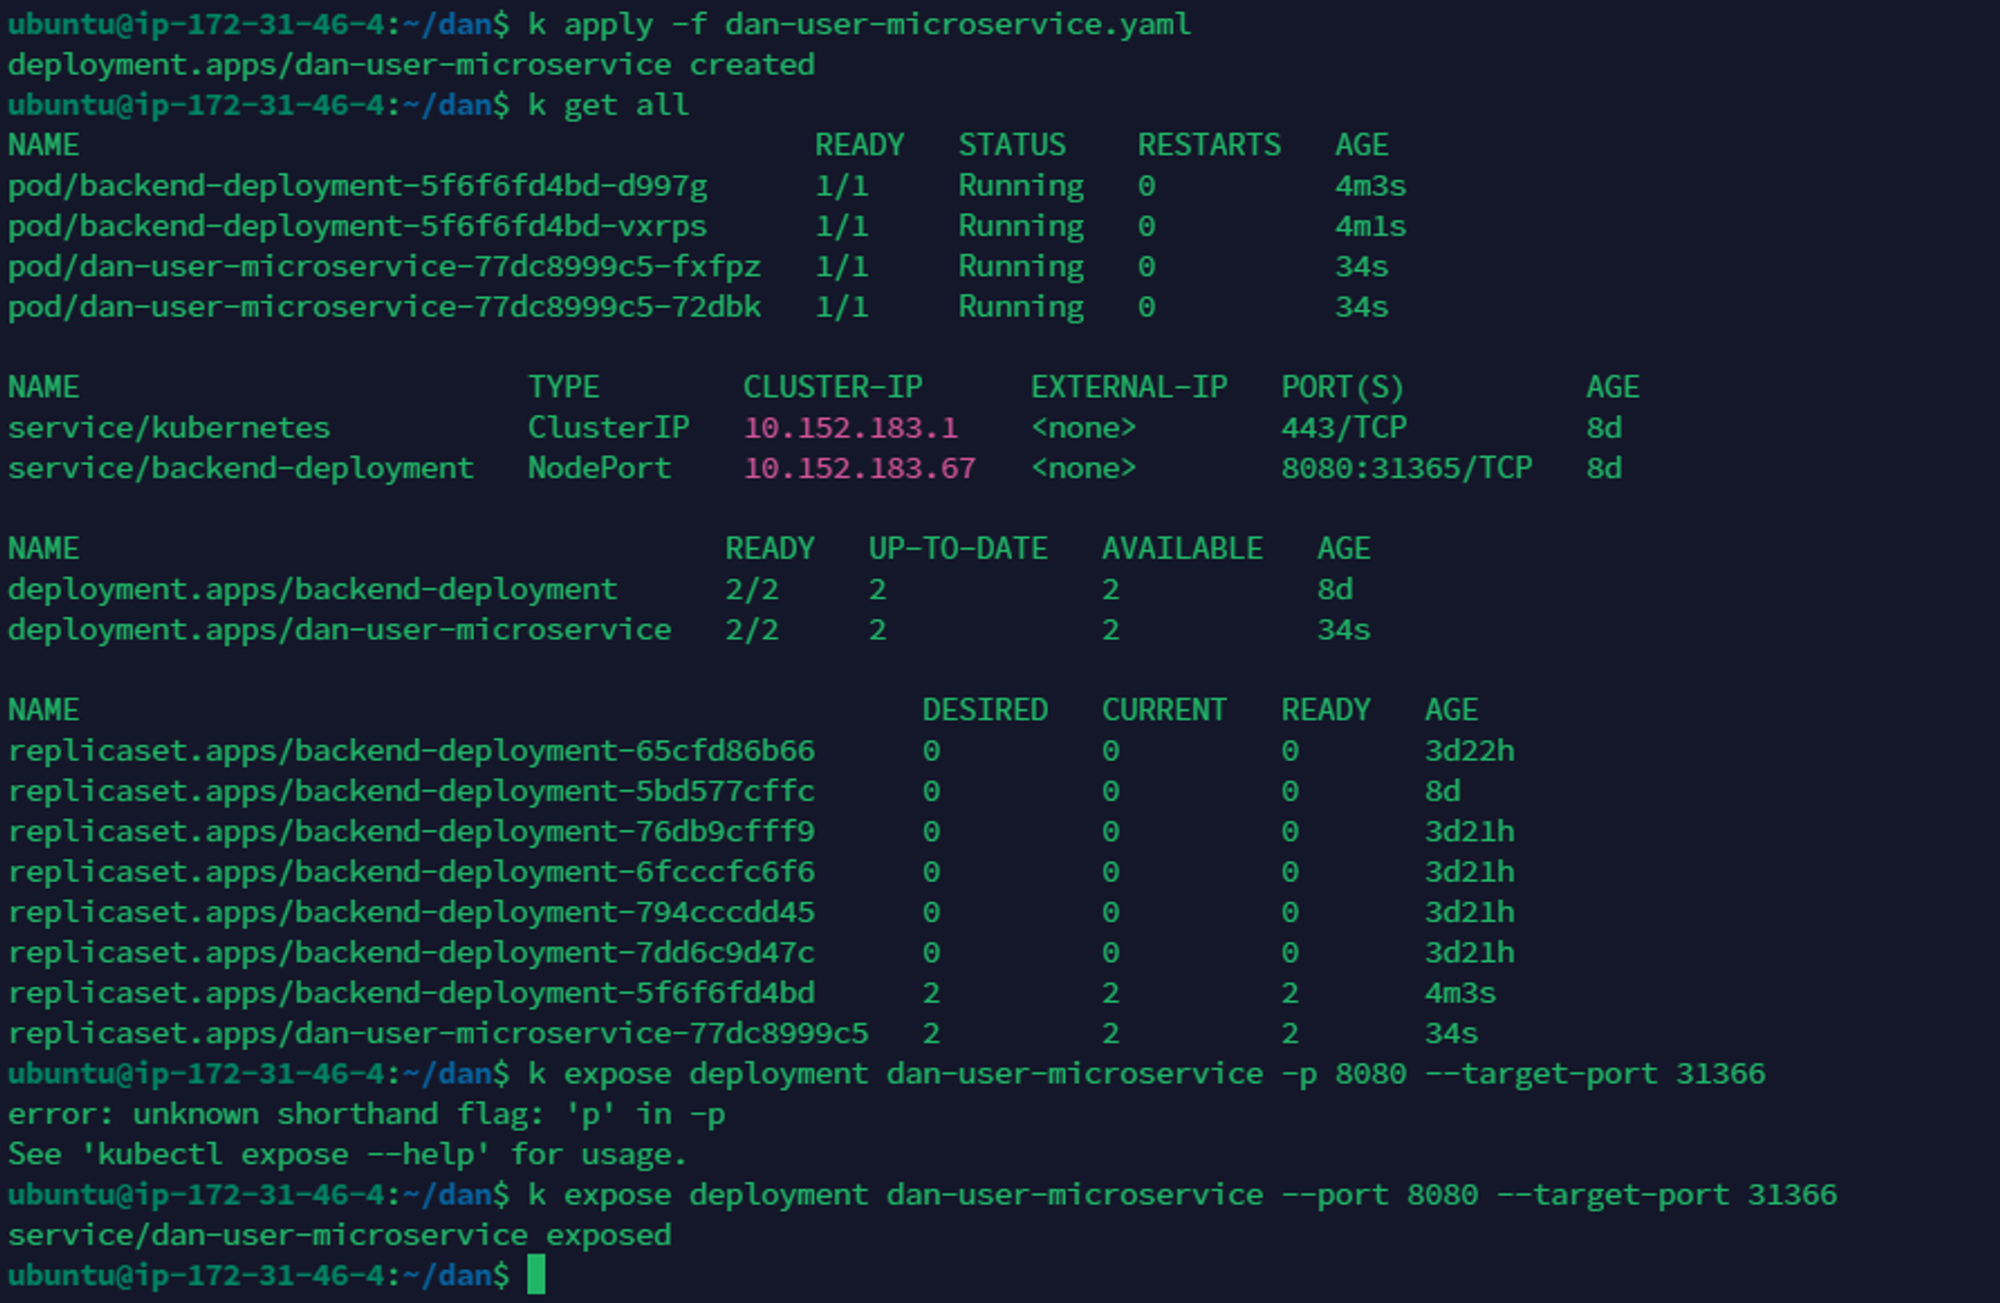 ubuntu@ip-172-31-46-4:~/dan$ k apply -f dan-user-microservice.yaml
deployment.apps/dan-user-microservice created
ubuntu@ip-172-31-46-4:~/dan$ k get all
NAME READY STATUS RESTARTS AGE
pod/backend-deployment-5f6f6fd4bd-d997g 1/1 Running 0 4m3s
pod/backend-deployment-5f6f6fd4bd-vxrps 1/1 Running 0 4m1s
pod/dan-user-microservice-77dc8999c5-fxfpz 1/1 Running 0 34s
pod/dan-user-microservice-77dc8999c5-72dbk 1/1 Running 0 34s
NAME TYPE CLUSTER-IP EXTERNAL-IP PORT(S) AGE
service/kubernetes ClusterIP 10.152.183.1 <none> 443/TCP 8d
service/backend-deployment NodePort 10.152.183.67 <none> 8080:31365/TCP 8d
NAME READY UP-TO-DATE AVAILABLE AGE
deployment.apps/backend-deployment 2/2 2 2 8d
deployment.apps/dan-user-microservice 2/2 2 2 34s
NAME DESIRED CURRENT READY AGE
replicaset.apps/backend-deployment-65cfd86b66 0 0 0 3d22h
replicaset.apps/backend-deployment-5bd577cffc 0 0 0 8d
replicaset.apps/backend-deployment-76db9cfff9 0 0 0 3d21h
replicaset.apps/backend-deployment-6fcccfc6f6 0 0 0 3d21h
replicaset.apps/backend-deployment-794cccdd45 0 0 0 3d21h
replicaset.apps/backend-deployment-7dd6c9d47c 0 0 0 3d21h
replicaset.apps/backend-deployment-5f6f6fd4bd 2 2 2 4m3s
replicaset.apps/dan-user-microservice-77dc8999c5 2 2 2 34s
ubuntu@ip-172-31-46-4:~/dan$ k expose deployment dan-user-microservice -p 8080 --target-port 31366
error: unknown shorthand flag: 'p' in -p
See 'kubectl expose --help' for usage.
ubuntu@ip-172-31-46-4:~/dan$ k expose deployment dan-user-microservice --port 8080 --target-port 31366
service/dan-user-microservice exposed
ubuntu@ip-172-31-46-4:~/dan$